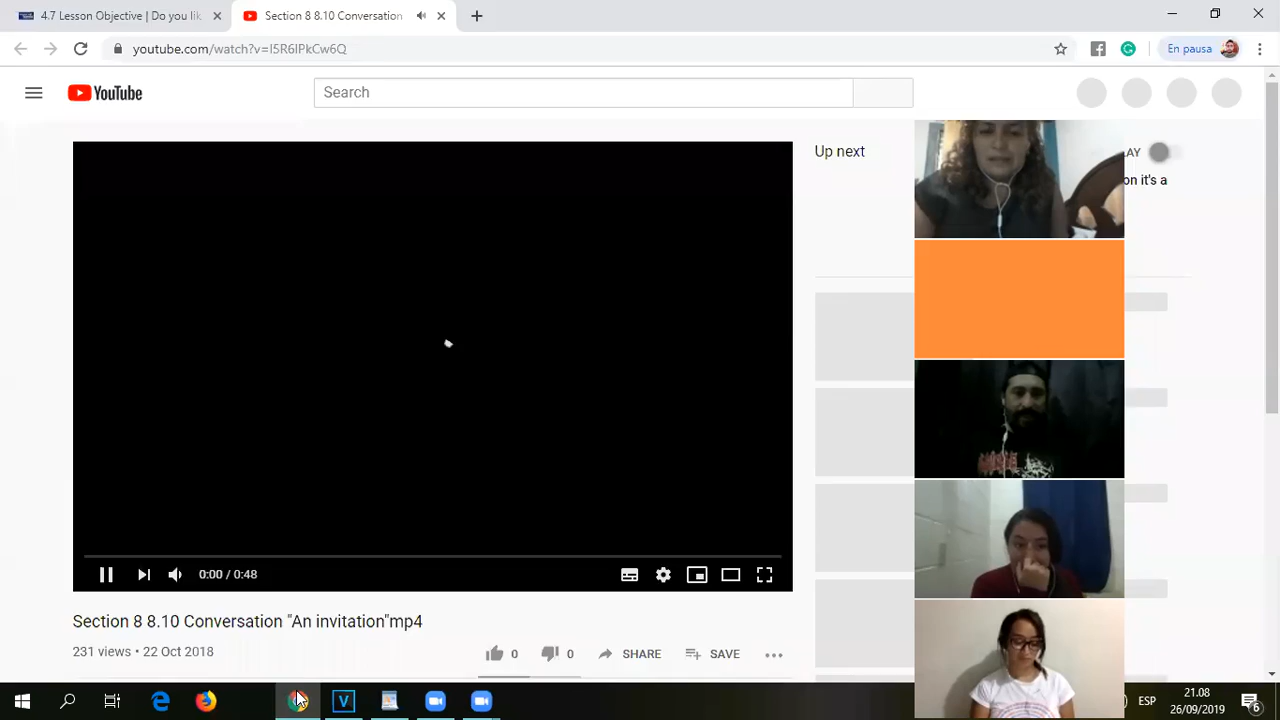 4.7 Lesson Objective | Do you lik
Section 8 8.10 Conversation
youtube.com/watch?v=I5R6lPkCw6Q
En pausa
YouTube
Search
Up next
LAY
on it's a
0:00 / 0:48
Section 8 8.10 Conversation "An invitation"mp4
231 views • 22 Oct 2018
0
0
SHARE
SAVE
ESP
21.08
26/09/2019
6